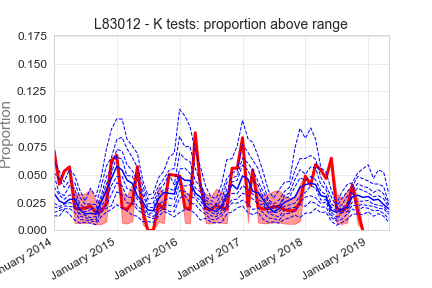 L83012 - K tests: proportion above range
0.175
0.150
0.125
0.100
0.075
0.050
0.025
0.000
Proportion
nuary 2014
January 2015
January 2016
January 2017
January 2018
January 2019